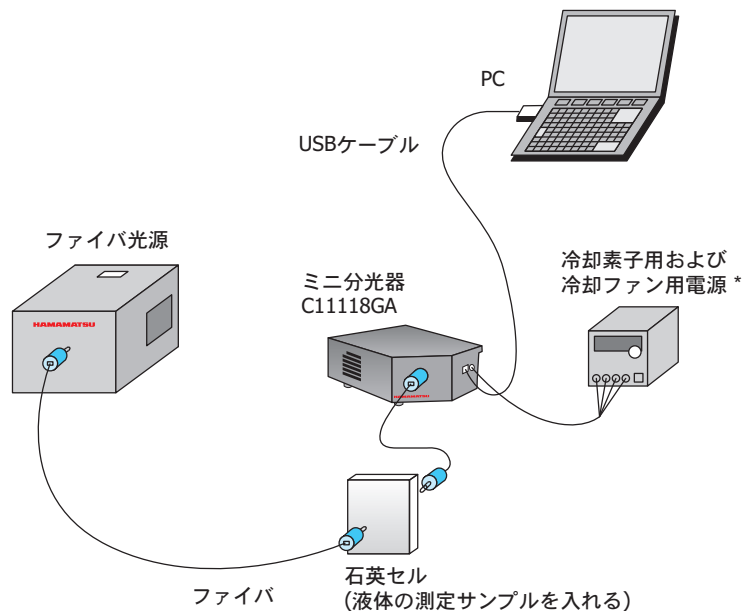 PC
USBケーブル
ファイバ光源
HAMAMATSU
ミニ分光器
C11118GA
冷却素子用および
冷却ファン用電源 *
HAMAMATSU
ファイバ
石英セル
(液体の測定サンプルを入れる)